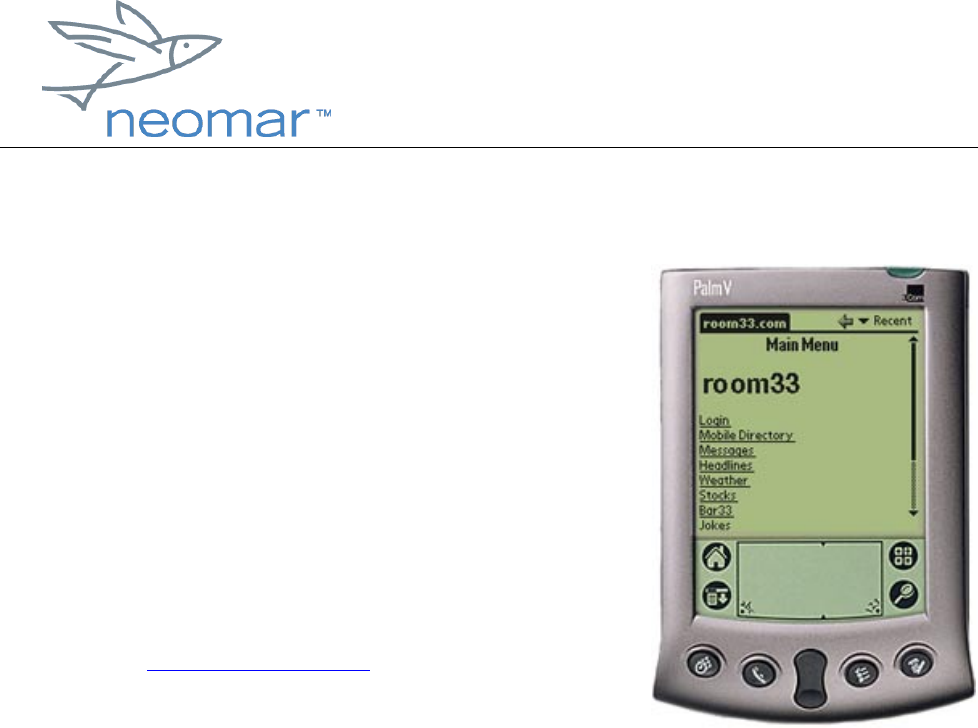 neomar™
PalmV
3Com
room33.com
Recent
Main Menu
room33
Login
Mobile Directory
Messages
Headlines
Weather
Stocks
Bar33
Jokes